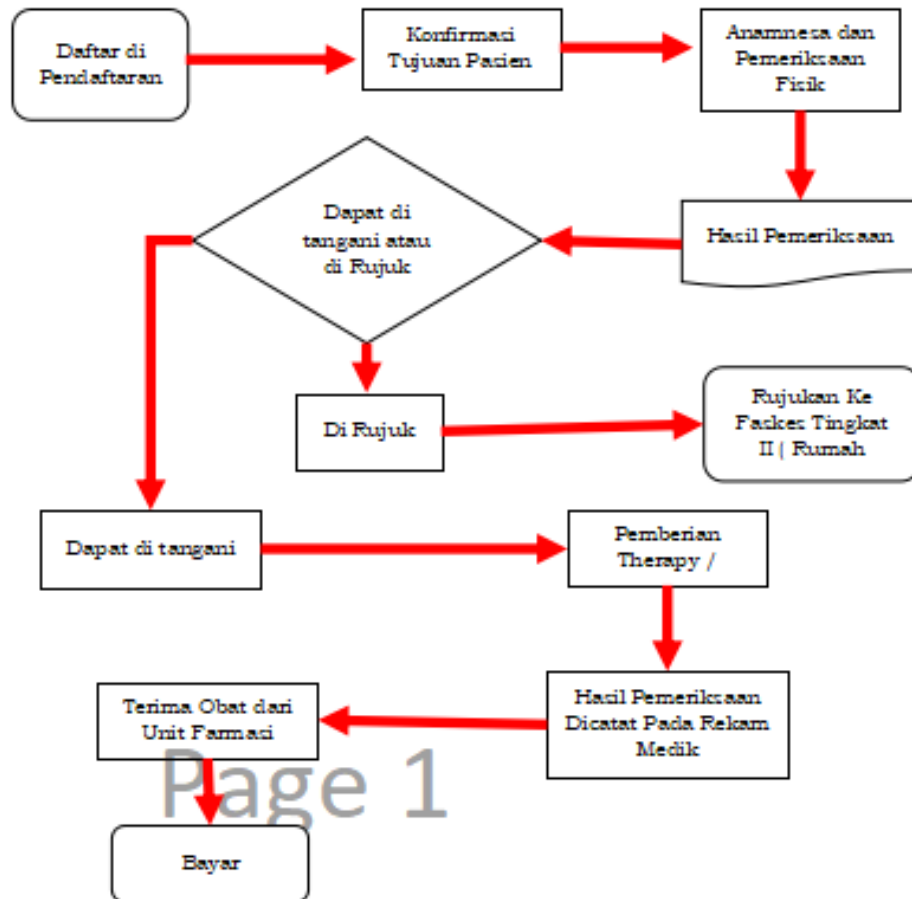 Daftar di
Pendaftaran
Konfirmasi
Tujuan Pasien
Anamnesa dan
Pemeriksaan
Fisik
Hasil Pemeriksaan
Dapat di
tangani atau
di Rujuk
Di Rujuk
Rujukan Ke
Faskes Tingkat
II ( Rumah
Dapat di tangani
Pemberian
Therapy /
Hasil Pemeriksaan
Dicatat Pada Rekam
Medik
Terima Obat dari
Unit Farmasi
Page 1
Bayar